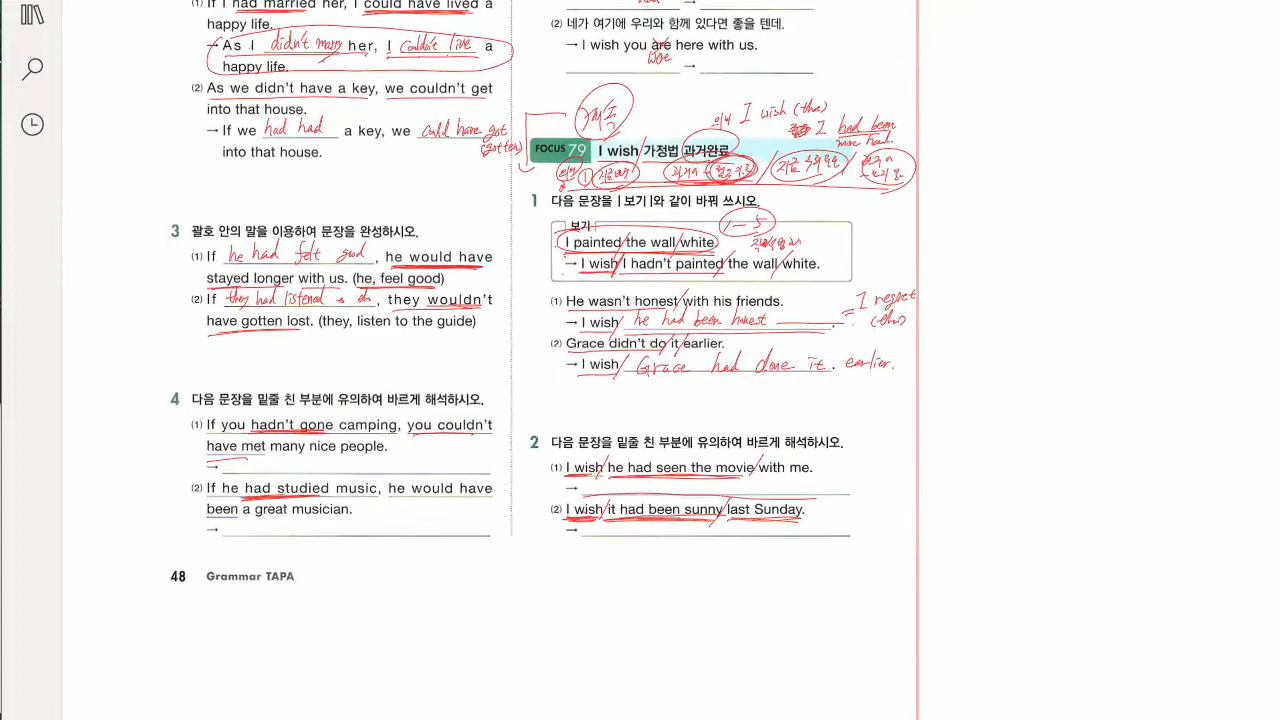 (1) If I had married her, I could have lived a
happy life.
→ As I didn't marry her, I couldn't live a
happy life.
(2) As we didn't have a key, we couldn't get
into that house.
→ If we had had a key, we could have got
(gotten)
into that house.
3 괄호 안의 말을 이용하여 문장을 완성하시오.
(1) If he had felt good, he would have
stayed longer with us. (he, feel good)
(2) If they had listened, they wouldn't
have gotten lost. (they, listen to the guide)
4 다음 문장을 밑줄 친 부분에 유의하여 바르게 해석하시오.
(1) If you hadn't gone camping, you couldn't
have met many nice people.
→
(2) If he had studied music, he would have
been a great musician.
→
48 Grammar TAPA
(2) 네가 여기에 우리와 함께 있다면 좋을 텐데.
→ I wish you are here with us.
were
→
I wish (that)
I had been
more had.
FOCUS 79 I wish 가정법 과거완료
1 다음 문장을 |보기|와 같이 바꿔 쓰시오.
보기 1-5
I painted the wall white.
→ I wish I hadn't painted the wall white.
(1) He wasn't honest with his friends.
→ I wish he had been honest .
= I regret
(that)
(2) Grace didn't do it earlier.
→ I wish Grace had done it. earlier.
2 다음 문장을 밑줄 친 부분에 유의하여 바르게 해석하시오.
(1) I wish he had seen the movie with me.
→
(2) I wish it had been sunny last Sunday.
→